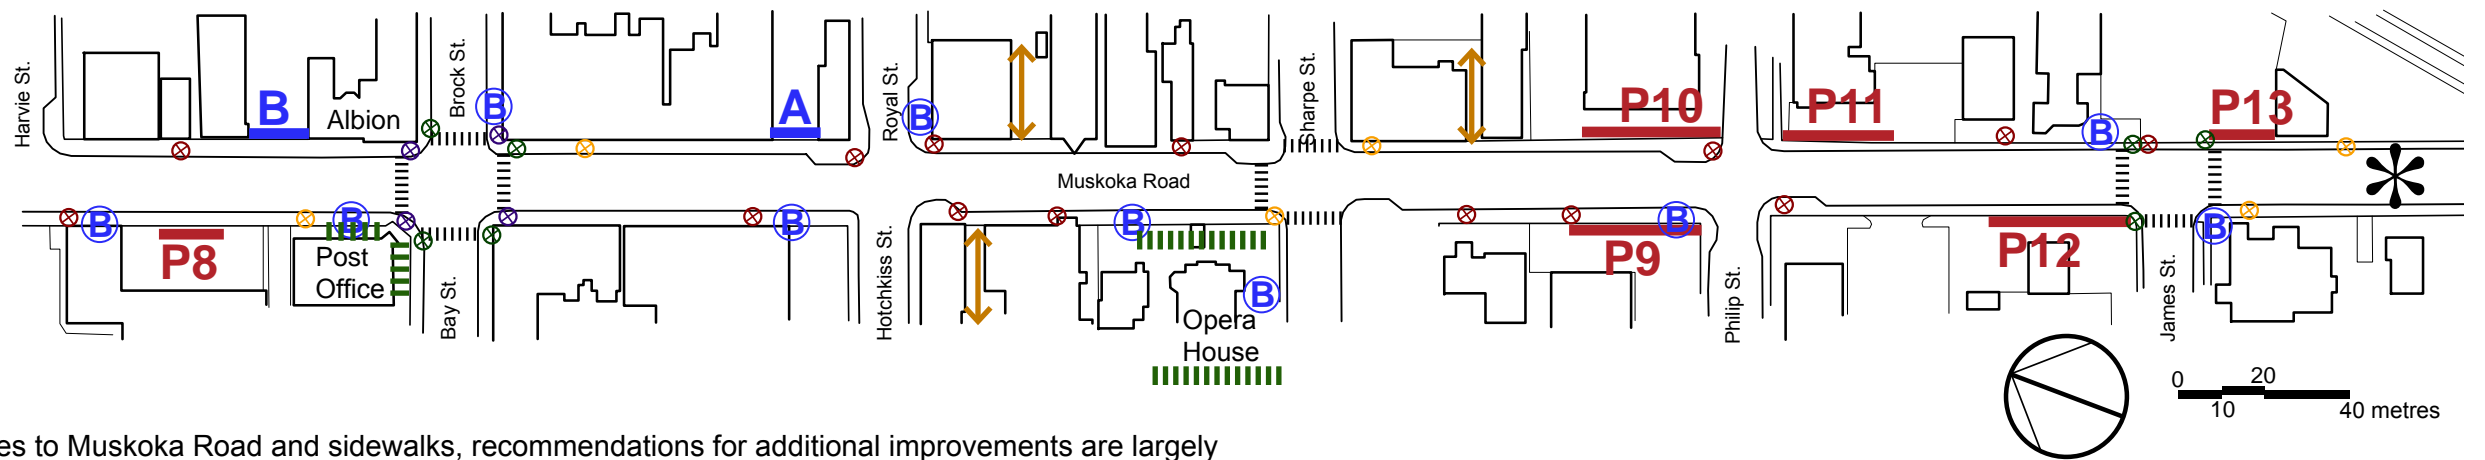 Harvie St.
B
Albion
Brock St.
B
A
Royal St.
B
Sharpe St.
P10
P11
B
P13
Muskoka Road
B
P8
B
Post
Office
Bay St.
B
Hotchkiss St.
B
B
Opera
House
B
P9
Philip St.
P12
James St.
B
0
20
10
40 metres
es to Muskoka Road and sidewalks, recommendations for additional improvements are largely